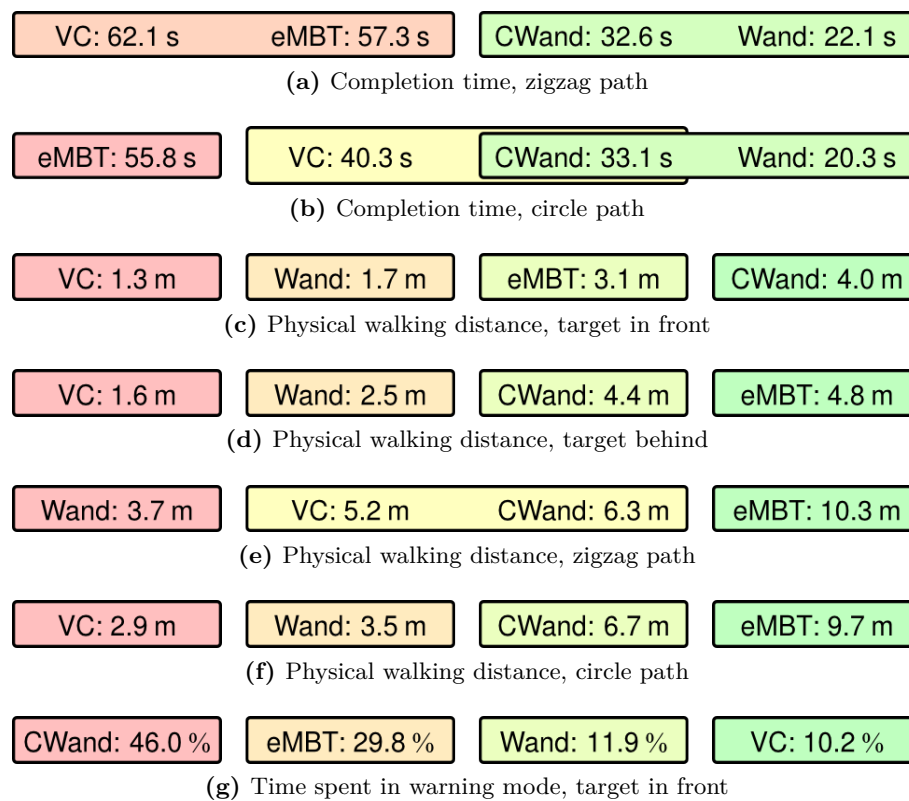 VC: 62.1 s eMBT: 57.3 s CWand: 32.6 s Wand: 22.1 s
(a) Completion time, zigzag path
eMBT: 55.8 s VC: 40.3 s CWand: 33.1 s Wand: 20.3 s
(b) Completion time, circle path
VC: 1.3 m Wand: 1.7 m eMBT: 3.1 m CWand: 4.0 m
(c) Physical walking distance, target in front
VC: 1.6 m Wand: 2.5 m CWand: 4.4 m eMBT: 4.8 m
(d) Physical walking distance, target behind
Wand: 3.7 m VC: 5.2 m CWand: 6.3 m eMBT: 10.3 m
(e) Physical walking distance, zigzag path
VC: 2.9 m Wand: 3.5 m CWand: 6.7 m eMBT: 9.7 m
(f) Physical walking distance, circle path
CWand: 46.0 % eMBT: 29.8 % Wand: 11.9 % VC: 10.2 %
(g) Time spent in warning mode, target in front